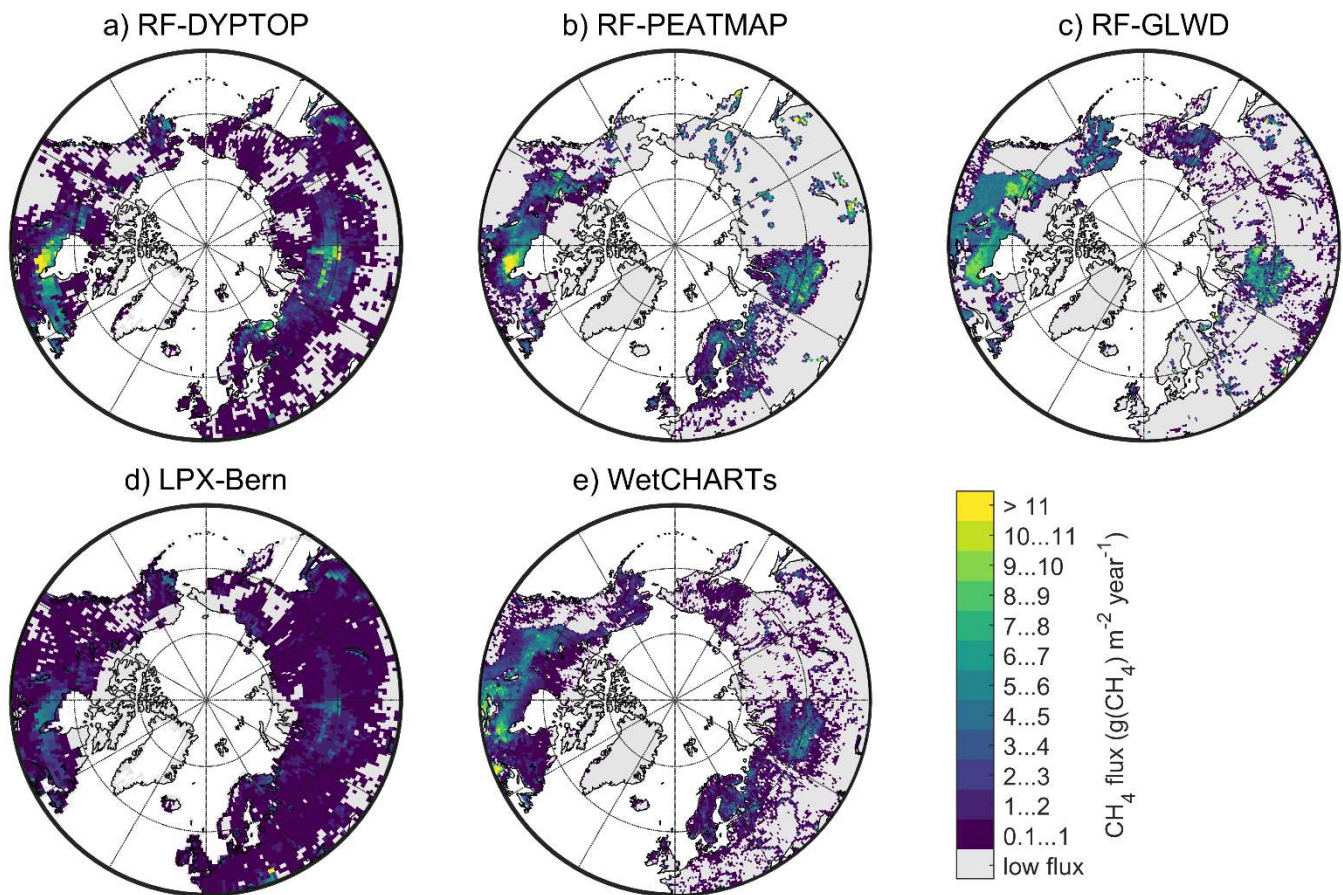 a) RF-DYPTOP
b) RF-PEATMAP
c) RF-GLWD
d) LPX-Bern
e) WetCHARTs
> 11
10...11
9...10
8...9
7...8
6...7
5...6
4...5
3...4
2...3
1...2
0.1...1
low flux
CH₄ flux (g(CH₄) m⁻² year⁻¹)